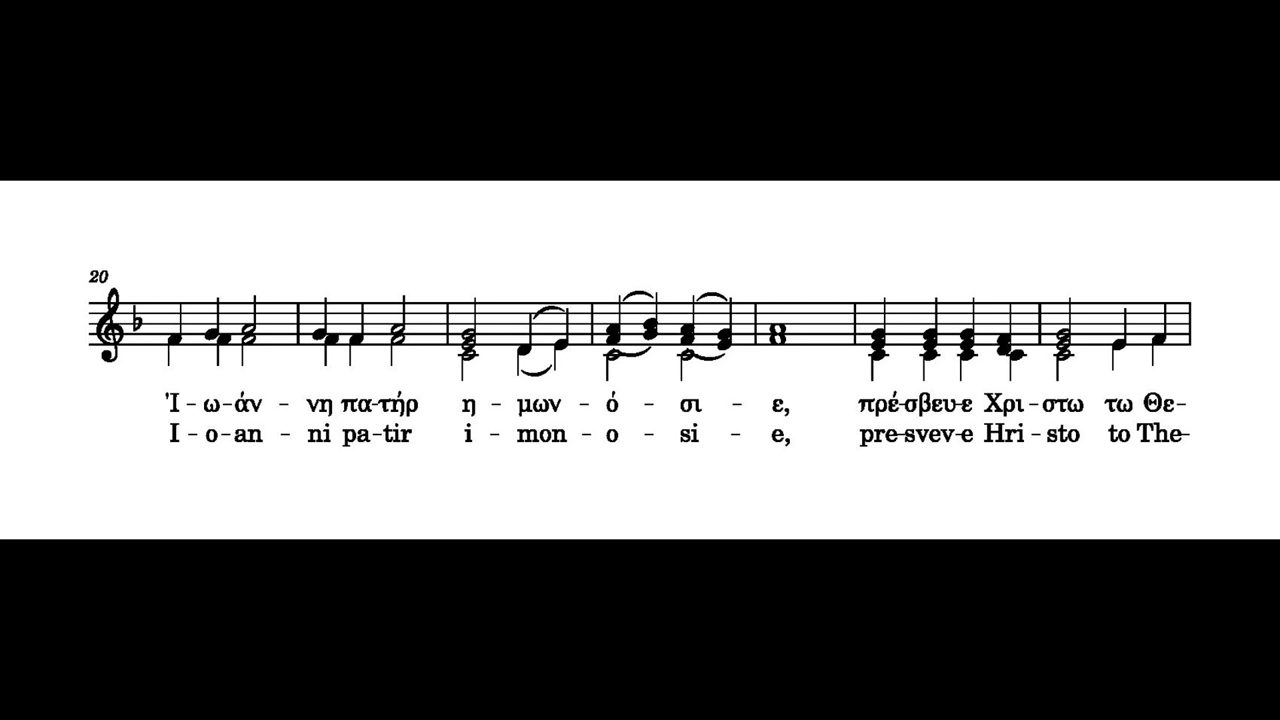 20
Ἰ - ω - άν - νη πα - τήρ η - μων - ό - σι - ε, πρέ - σβευ - ε Χρι - στω τω Θε -
I - o - an - ni pa - tir i - mon - o - si - e, pre - svev - e Hri - sto to The -